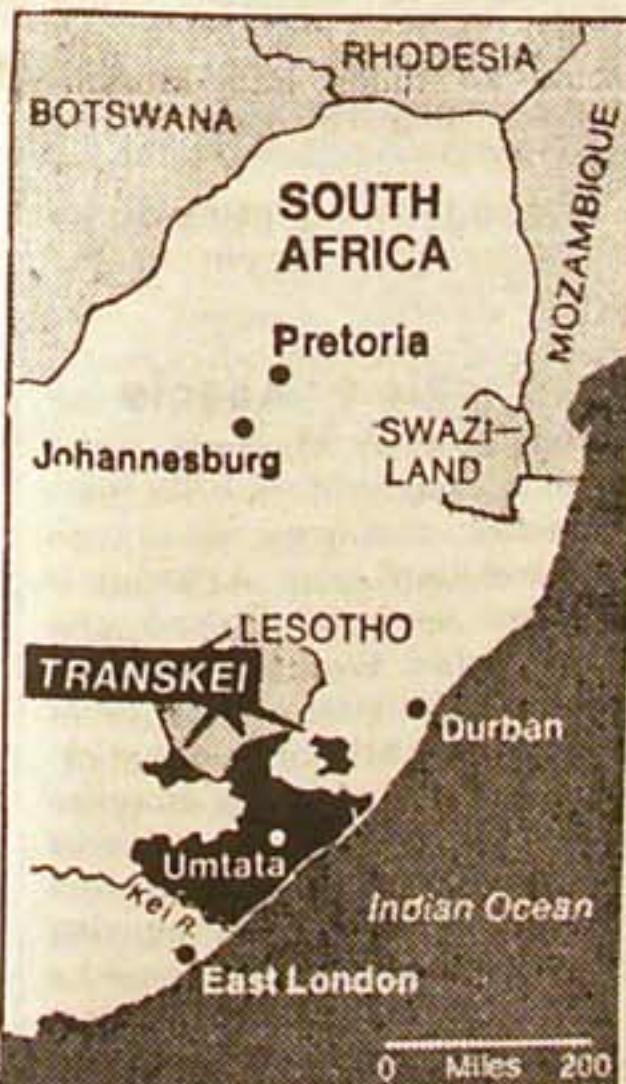 RHODESIA
BOTSWANA
MOZAMBIQUE
SOUTH
AFRICA
Pretoria
Johannesburg
SWAZI-
LAND
LESOTHO
TRANSKEI
Durban
Umtata
Kei R.
Indian Ocean
East London
0 Miles 200